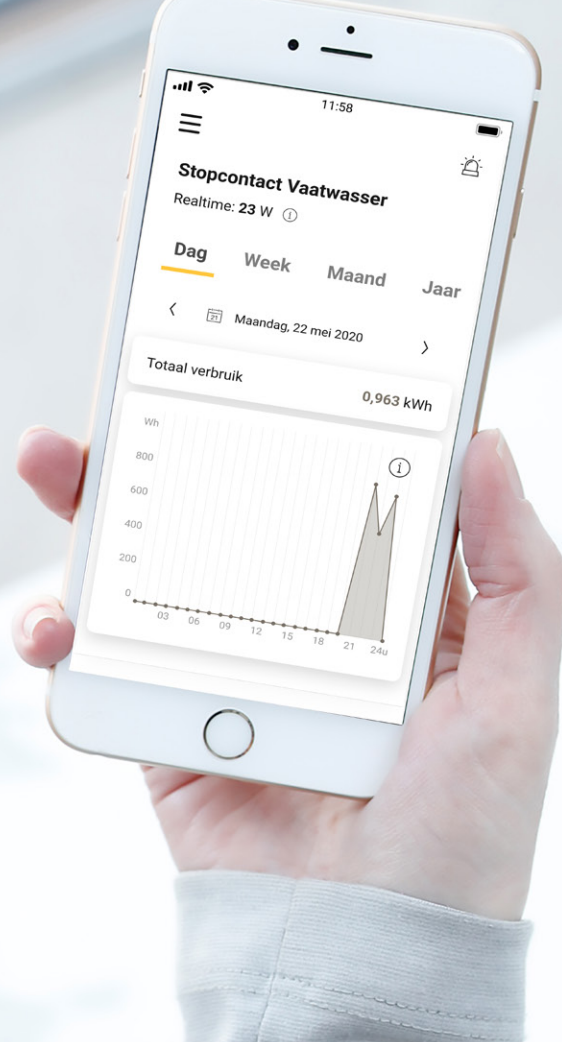 11:58
Stopcontact Vaatwasser
Realtime: 23 W i
Dag Week Maand Jaar
21 Maandag, 22 mei 2020
Totaal verbruik 0,963 kWh
Wh
i
800
600
400
200
0
03 06 09 12 15 18 21 24u